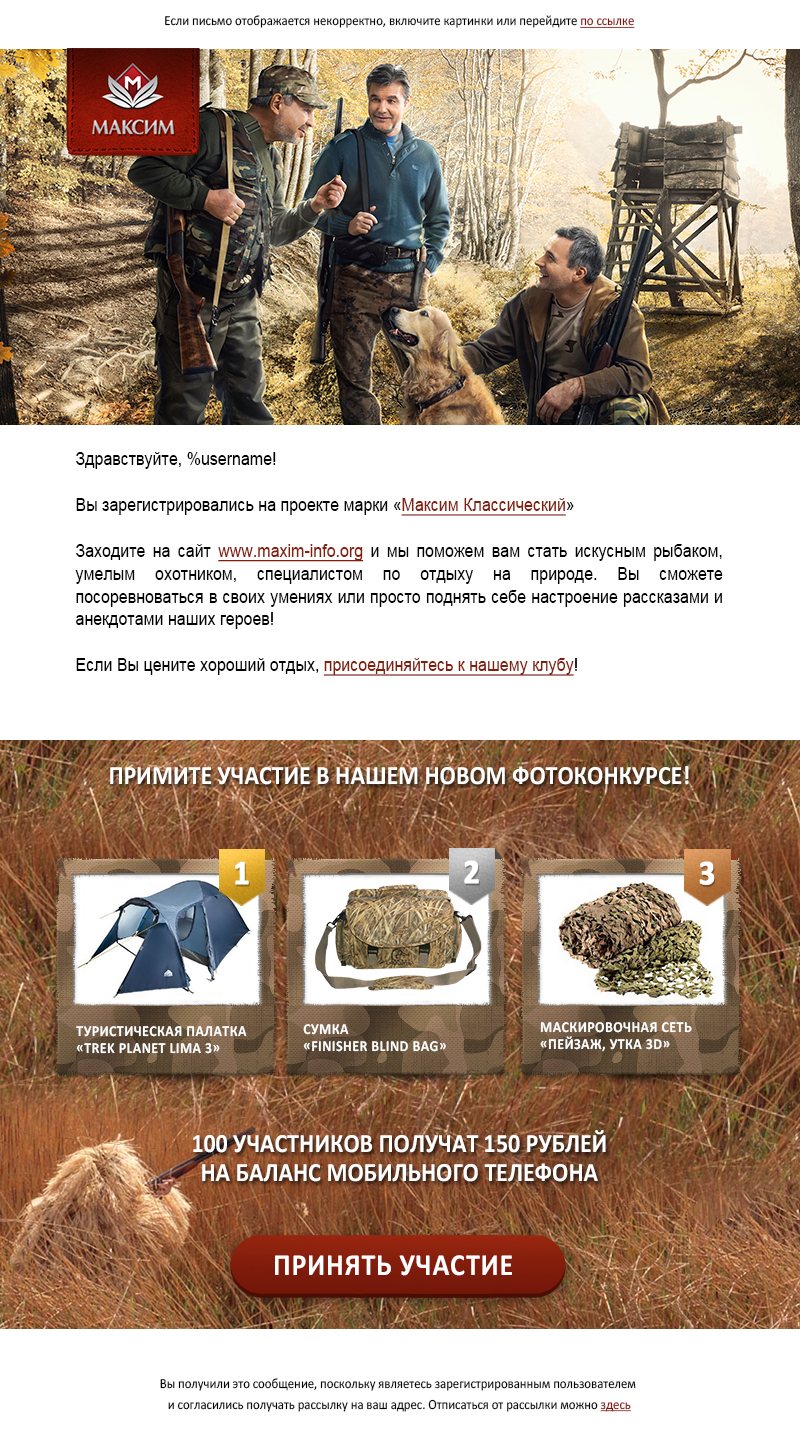 Если письмо отображается некорректно, включите картинки или перейдите по ссылке
М
МАКСИМ
Здравствуйте, %username!
Вы зарегистрировались на проекте марки «Максим Классический»
Заходите на сайт www.maxim-info.org и мы поможем вам стать искусным рыбаком,
умелым охотником, специалистом по отдыху на природе. Вы сможете
посоревноваться в своих умениях или просто поднять себе настроение рассказами и
анекдотами наших героев!
Если Вы цените хороший отдых, присоединяйтесь к нашему клубу!
ПРИМИТЕ УЧАСТИЕ В НАШЕМ НОВОМ ФОТОКОНКУРСЕ!
1
ТУРИСТИЧЕСКАЯ ПАЛАТКА
«TREK PLANET LIMA 3»
2
СУМКА
«FINISHER BLIND BAG»
3
МАСКИРОВОЧНАЯ СЕТЬ
«ПЕЙЗАЖ, УТКА 3D»
100 УЧАСТНИКОВ ПОЛУЧАТ 150 РУБЛЕЙ
НА БАЛАНС МОБИЛЬНОГО ТЕЛЕФОНА
ПРИНЯТЬ УЧАСТИЕ
Вы получили это сообщение, поскольку являетесь зарегистрированным пользователем
и согласились получать рассылку на ваш адрес. Отписаться от рассылки можно здесь